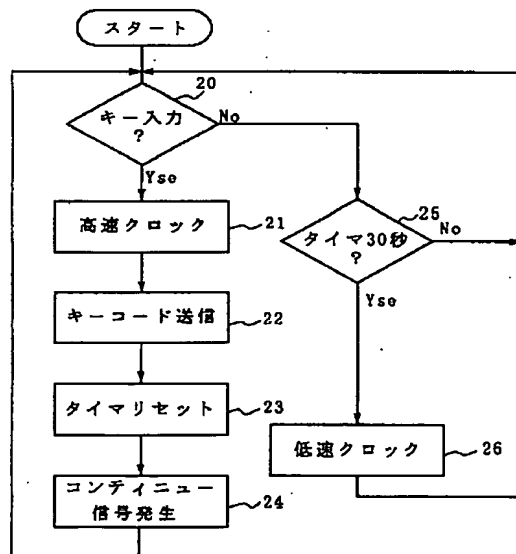 スタート
20
キー入力
?
No
Yse
高速クロック
21
25
タイマ30秒
?
No
Yse
キーコード送信
22
タイマリセット
23
低速クロック
26
コンティニュー
信号発生
24